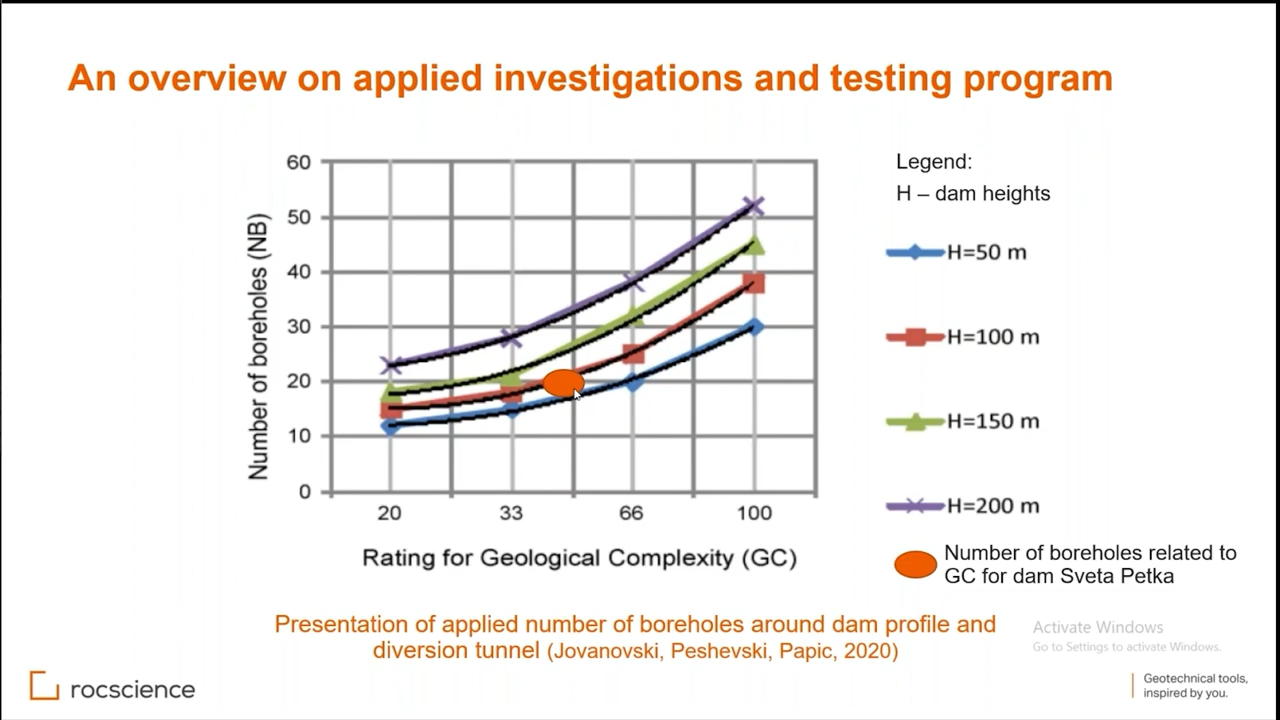 An overview on applied investigations and testing program
Number of boreholes (NB)
60
50
40
30
20
10
0
20 33 66 100
Rating for Geological Complexity (GC)
Legend:
H – dam heights
H=50 m
H=100 m
H=150 m
H=200 m
Number of boreholes related to
GC for dam Sveta Petka
Presentation of applied number of boreholes around dam profile and
diversion tunnel (Jovanovski, Peshevski, Papic, 2020)
Activate Windows
Go to Settings to activate Windows.
rocscience
Geotechnical tools,
inspired by you.